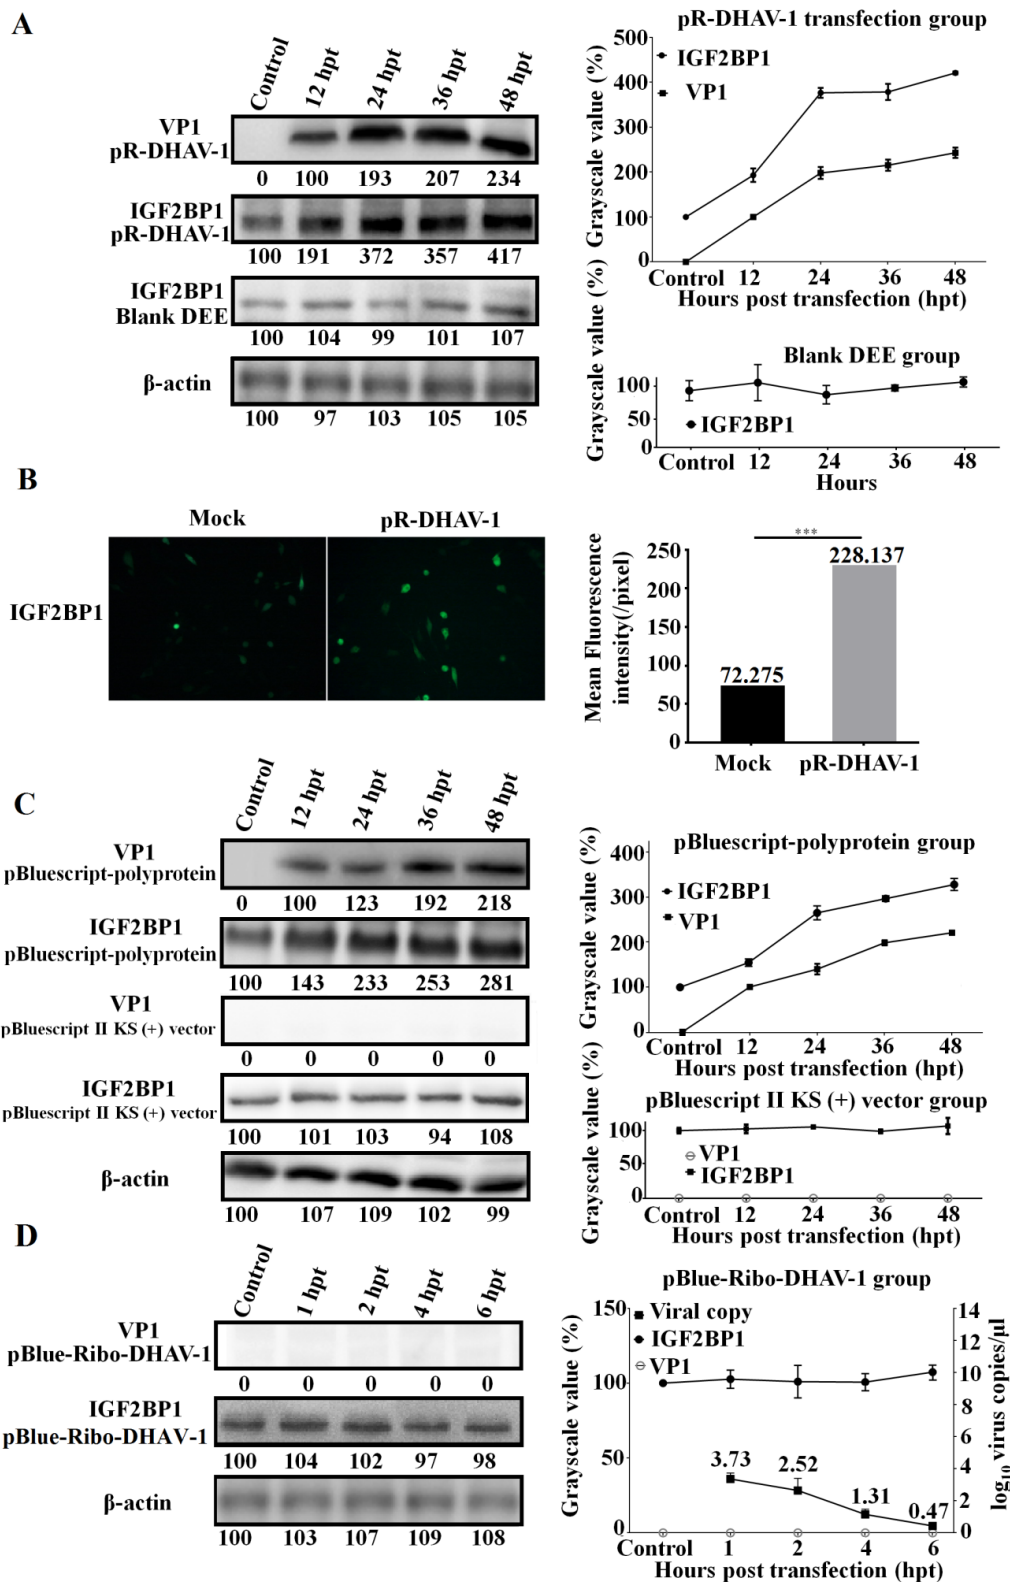 A
Control
12 hpt
24 hpt
36 hpt
48 hpt
VP1
pR-DHAV-1
0 100 193 207 234
IGF2BP1
pR-DHAV-1
100 191 372 357 417
IGF2BP1
Blank DEE
100 104 99 101 107
β-actin
100 97 103 105 105
pR-DHAV-1 transfection group
Grayscale value (%)
500
400
300
200
100
0
IGF2BP1
VP1
Control 12 24 36 48
Hours post transfection (hpt)
Blank DEE group
Grayscale value (%)
100
50
0
IGF2BP1
Control 12 24 36 48
Hours
B
Mock
pR-DHAV-1
IGF2BP1
Mean Fluorescence
intensity(/pixel)
250
200
150
100
50
0
***
72.275
228.137
Mock pR-DHAV-1
C
Control
12 hpt
24 hpt
36 hpt
48 hpt
VP1
pBluescript-polyprotein
0 100 123 192 218
IGF2BP1
pBluescript-polyprotein
100 143 233 253 281
VP1
pBluescript II KS (+) vector
0 0 0 0 0
IGF2BP1
pBluescript II KS (+) vector
100 101 103 94 108
β-actin
100 107 109 102 99
pBluescript-polyprotein group
Grayscale value (%)
400
300
200
100
0
IGF2BP1
VP1
Control 12 24 36 48
Hours post transfection (hpt)
pBluescript II KS (+) vector group
Grayscale value (%)
100
50
0
VP1
IGF2BP1
Control 12 24 36 48
Hours post transfection (hpt)
D
Control
1 hpt
2 hpt
4 hpt
6 hpt
VP1
pBlue-Ribo-DHAV-1
0 0 0 0 0
IGF2BP1
pBlue-Ribo-DHAV-1
100 104 102 97 98
β-actin
100 103 107 109 108
pBlue-Ribo-DHAV-1 group
Grayscale value (%)
150
100
50
0
Viral copy
IGF2BP1
VP1
3.73
2.52
1.31
0.47
14
12
10
8
6
4
2
0
log₁₀ virus copies/μl
Control 1 2 4 6
Hours post transfection (hpt)